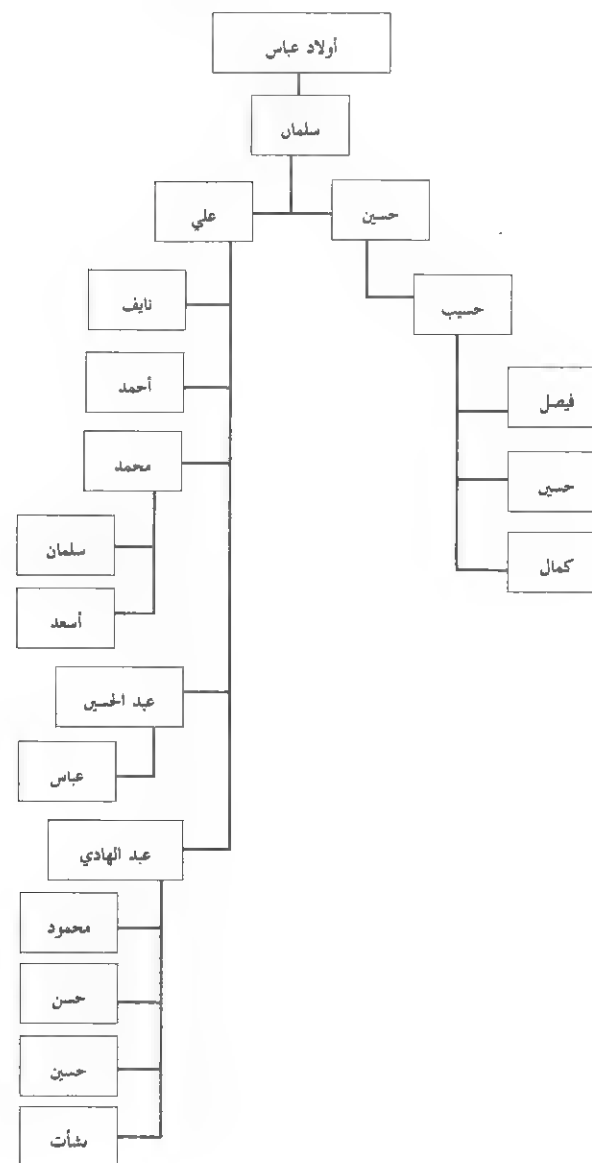 أولاد عباس
سلمان
حسين
علي
حسيب
فيصل
حسين
كمال
نايف
أحمد
محمد
سلمان
أسعد
عبد الحسين
عباس
عبد الهادي
محمود
حسن
حسين
نشأت